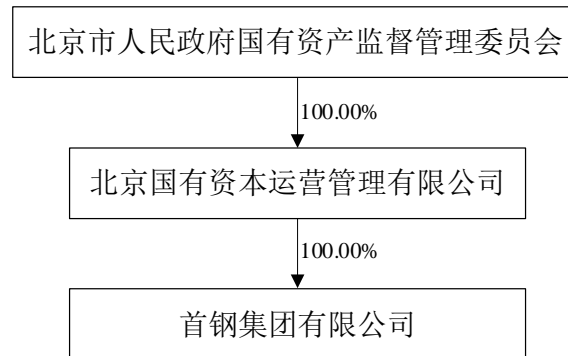 北京市人民政府国有资产监督管理委员会
100.00%
北京国有资本运营管理有限公司
100.00%
首钢集团有限公司